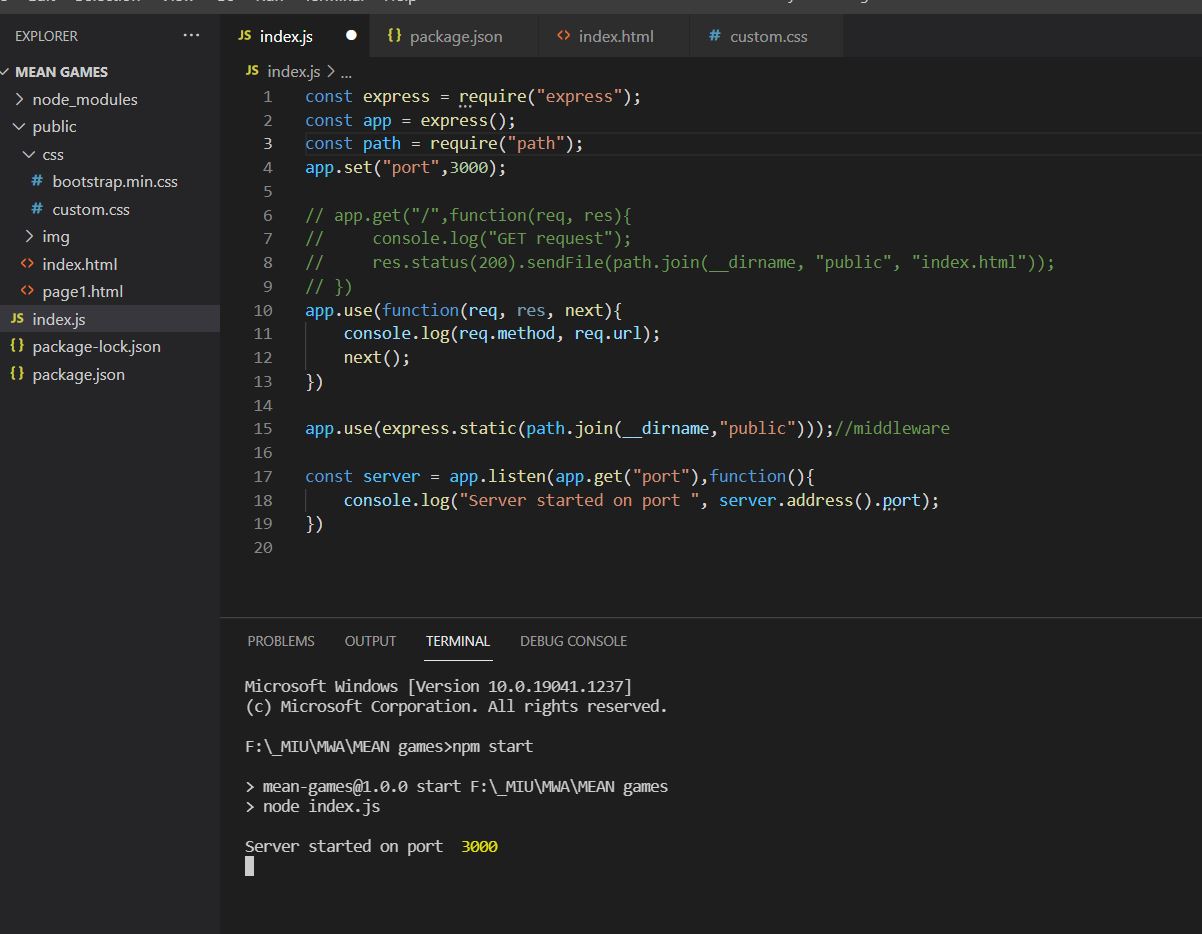 EXPLORER ...
MEAN GAMES
node_modules
public
css
# bootstrap.min.css
# custom.css
img
<> index.html
<> page1.html
JS index.js
{} package-lock.json
{} package.json
JS index.js ● {} package.json <> index.html # custom.css
JS index.js > ...
1 const express = require("express");
2 const app = express();
3 const path = require("path");
4 app.set("port",3000);
5
6 // app.get("/",function(req, res){
7 //     console.log("GET request");
8 //     res.status(200).sendFile(path.join(__dirname, "public", "index.html"));
9 // })
10 app.use(function(req, res, next){
11     console.log(req.method, req.url);
12     next();
13 })
14
15 app.use(express.static(path.join(__dirname,"public")));//middleware
16
17 const server = app.listen(app.get("port"),function(){
18     console.log("Server started on port ", server.address().port);
19 })
20
PROBLEMS OUTPUT TERMINAL DEBUG CONSOLE
Microsoft Windows [Version 10.0.19041.1237]
(c) Microsoft Corporation. All rights reserved.
F:\_MIU\MWA\MEAN games>npm start
> mean-games@1.0.0 start F:\_MIU\MWA\MEAN games
> node index.js
Server started on port  3000